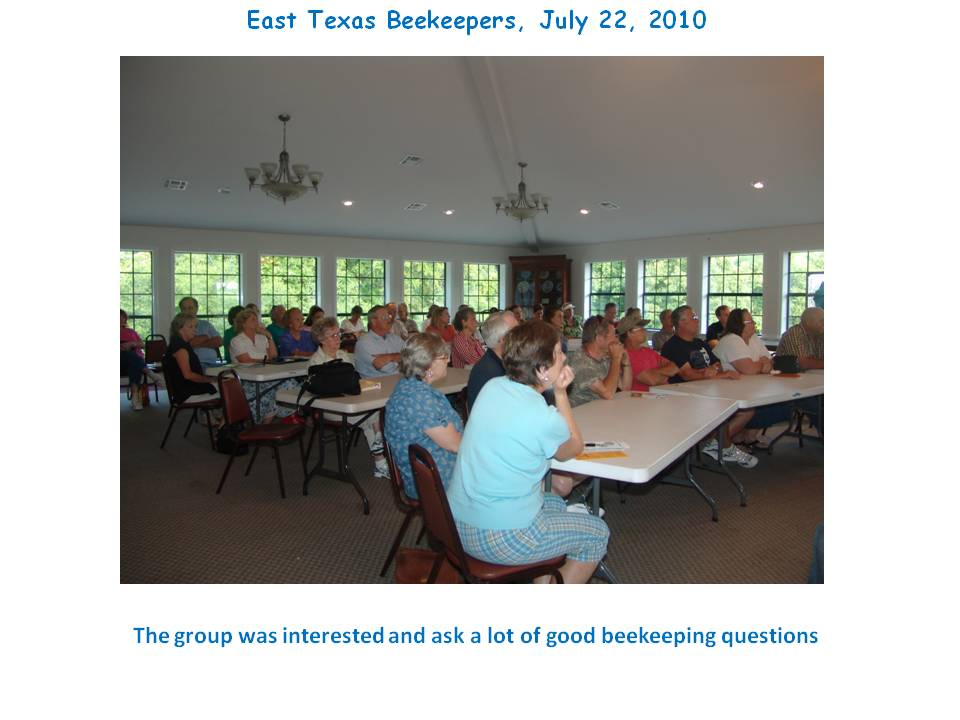 East Texas Beekeepers, July 22, 2010
The group was interested and ask a lot of good beekeeping questions